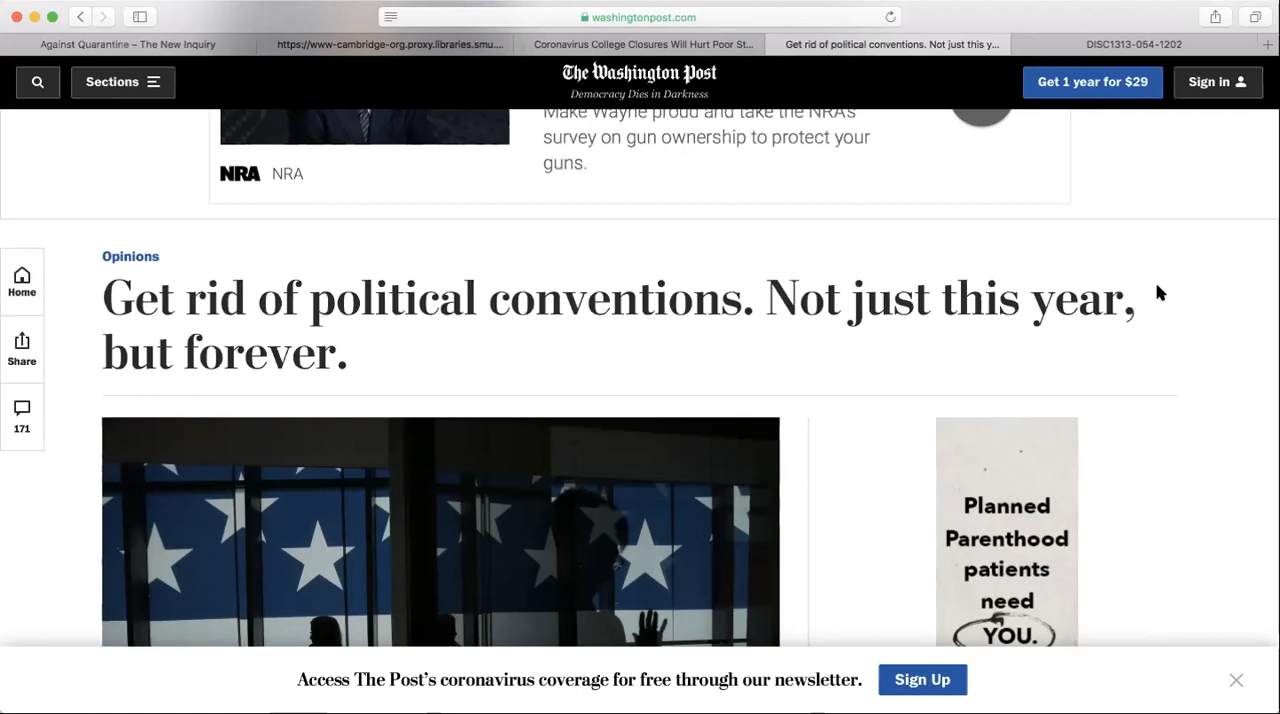 washingtonpost.com
Against Quarantine – The New Inquiry
https://www-cambridge-org.proxy.libraries.smu....
Coronavirus College Closures Will Hurt Poor St...
Get rid of political conventions. Not just this y...
DISC1313-054-1202
Sections
The Washington Post
Democracy Dies in Darkness
Get 1 year for $29
Sign in
Make Wayne proud and take the NRA's
survey on gun ownership to protect your
guns.
NRA NRA
Opinions
Get rid of political conventions. Not just this year,
but forever.
Home
Share
171
Planned
Parenthood
patients
need
YOU.
Access The Post's coronavirus coverage for free through our newsletter.
Sign Up